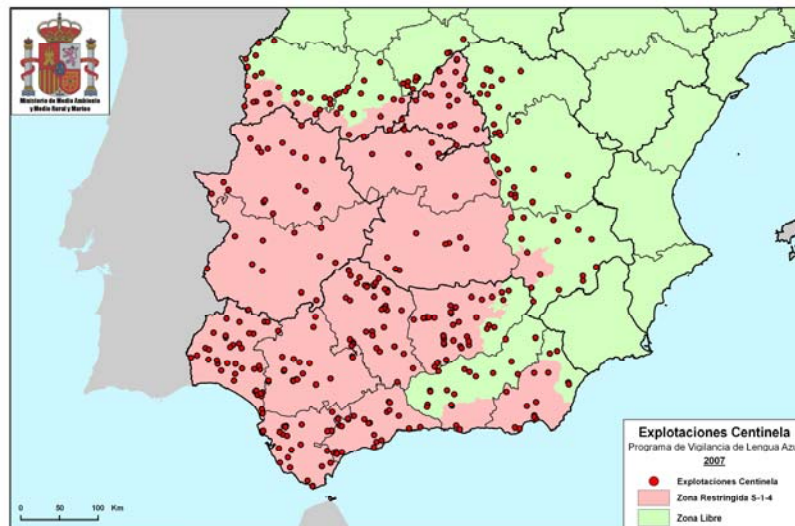 Ministerio de Medio Ambiente
y Medio Rural y Marino
0 50 100 Km
Explotaciones Centinela
Programa de Vigilancia de Lengua Azu
2007
Explotaciones Centinela
Zona Restringida S-1-4
Zona Libre